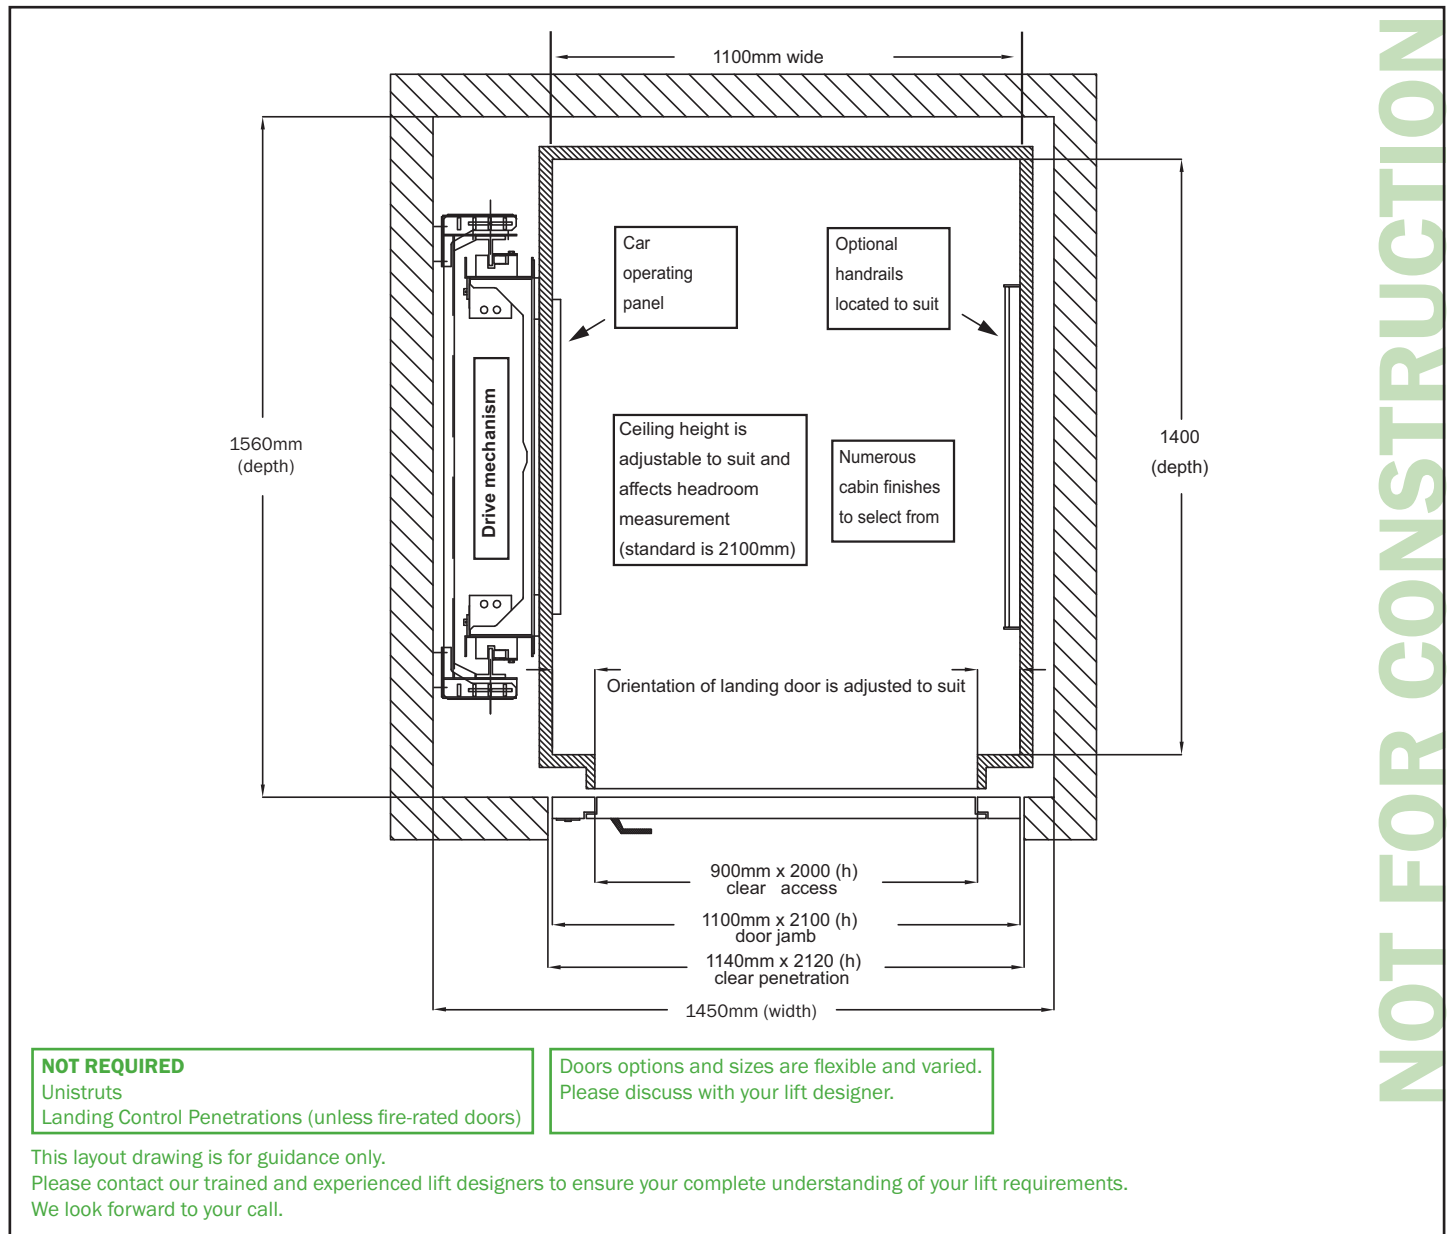 1100mm wide
Car
operating
panel
Optional
handrails
located to suit
1560mm
(depth)
Drive mechanism
Ceiling height is
adjustable to suit and
affects headroom
measurement
(standard is 2100mm)
Numerous
cabin finishes
to select from
1400
(depth)
Orientation of landing door is adjusted to suit
900mm x 2000 (h)
clear access
1100mm x 2100 (h)
door jamb
1140mm x 2120 (h)
clear penetration
1450mm (width)
NOT REQUIRED
Unistruts
Landing Control Penetrations (unless fire-rated doors)
Doors options and sizes are flexible and varied.
Please discuss with your lift designer.
This layout drawing is for guidance only.
Please contact our trained and experienced lift designers to ensure your complete understanding of your lift requirements.
We look forward to your call.
NOT FOR CONSTRUCTION